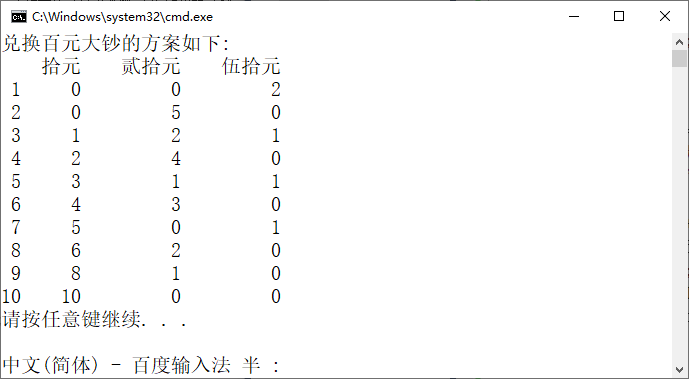 C:\Windows\system32\cmd.exe
兑换百元大钞的方案如下:
拾元 贰拾元 伍拾元
1 0 0 2
2 0 5 0
3 1 2 1
4 2 4 0
5 3 1 1
6 4 3 0
7 5 0 1
8 6 2 0
9 8 1 0
10 10 0 0
请按任意键继续. . .
中文(简体) - 百度输入法 半 :